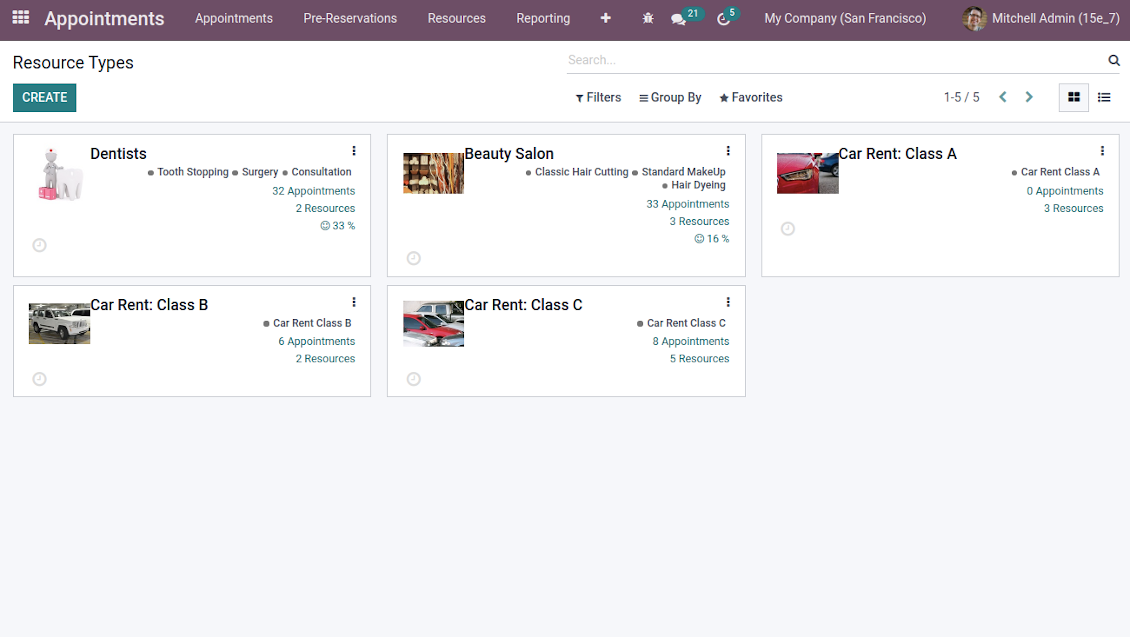 Appointments Appointments Pre-Reservations Resources Reporting 21 5 My Company (San Francisco) Mitchell Admin (15e_7)
Resource Types
Search...
CREATE
Filters Group By Favorites 1-5 / 5
Dentists
Tooth Stopping Surgery Consultation
32 Appointments
2 Resources
33 %
Beauty Salon
Classic Hair Cutting Standard MakeUp
Hair Dyeing
33 Appointments
3 Resources
16 %
Car Rent: Class A
Car Rent Class A
0 Appointments
3 Resources
Car Rent: Class B
Car Rent Class B
6 Appointments
2 Resources
Car Rent: Class C
Car Rent Class C
8 Appointments
5 Resources